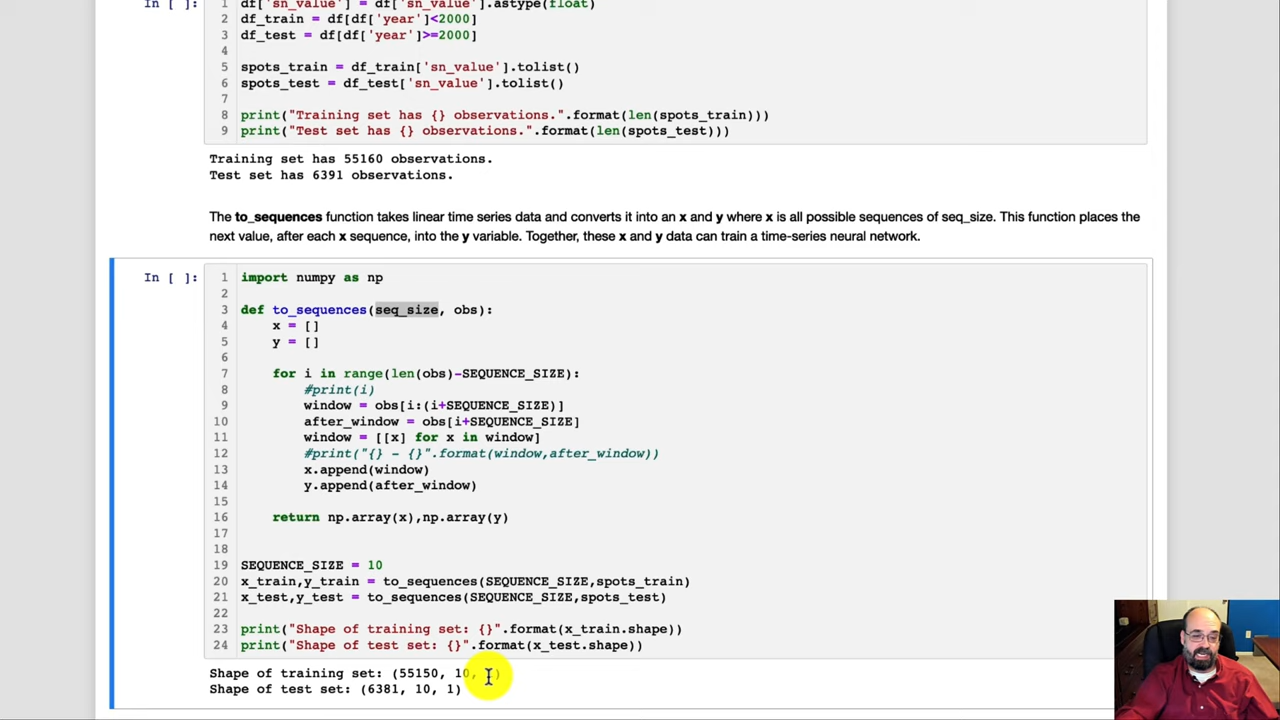 In [ ]:
1 df['sn_value'] = df['sn_value'].astype(float)
2 df_train = df[df['year']<2000]
3 df_test = df[df['year']>=2000]
4
5 spots_train = df_train['sn_value'].tolist()
6 spots_test = df_test['sn_value'].tolist()
7
8 print("Training set has {} observations.".format(len(spots_train)))
9 print("Test set has {} observations.".format(len(spots_test)))
Training set has 55160 observations.
Test set has 6391 observations.
The to_sequences function takes linear time series data and converts it into an x and y where x is all possible sequences of seq_size. This function places the
next value, after each x sequence, into the y variable. Together, these x and y data can train a time-series neural network.
In [ ]:
1 import numpy as np
2
3 def to_sequences(seq_size, obs):
4     x = []
5     y = []
6
7     for i in range(len(obs)-SEQUENCE_SIZE):
8         #print(i)
9         window = obs[i:(i+SEQUENCE_SIZE)]
10         after_window = obs[i+SEQUENCE_SIZE]
11         window = [[x] for x in window]
12         #print("{} - {}".format(window,after_window))
13         x.append(window)
14         y.append(after_window)
15
16     return np.array(x),np.array(y)
17
18
19 SEQUENCE_SIZE = 10
20 x_train,y_train = to_sequences(SEQUENCE_SIZE,spots_train)
21 x_test,y_test = to_sequences(SEQUENCE_SIZE,spots_test)
22
23 print("Shape of training set: {}".format(x_train.shape))
24 print("Shape of test set: {}".format(x_test.shape))
Shape of training set: (55150, 10, )
Shape of test set: (6381, 10, 1)